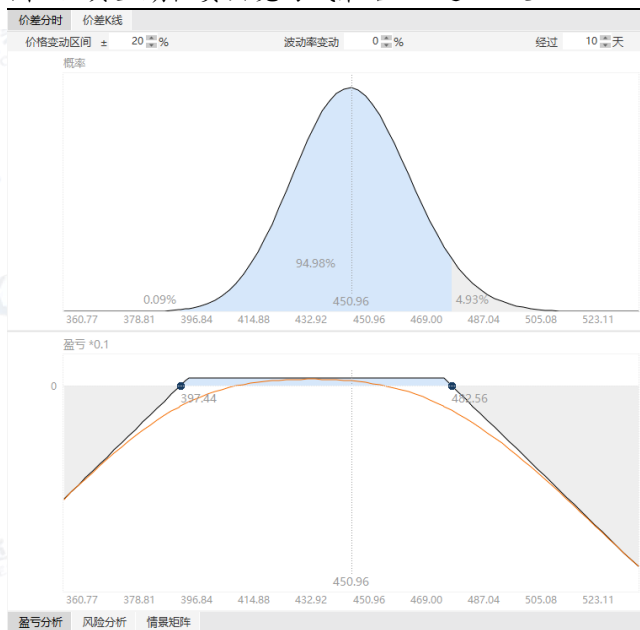 价差分时 价差K线
价格变动区间 ± 20 % 波动率变动 0 % 经过 10 天
概率
94.98%
0.09% 450.96 4.93%
360.77 378.81 396.84 414.88 432.92 450.96 469.00 487.04 505.08 523.11
盈亏 *0.1
0
397.44 482.56
450.96
360.77 378.81 396.84 414.88 432.92 450.96 469.00 487.04 505.08 523.11
盈亏分析 风险分析 情景矩阵